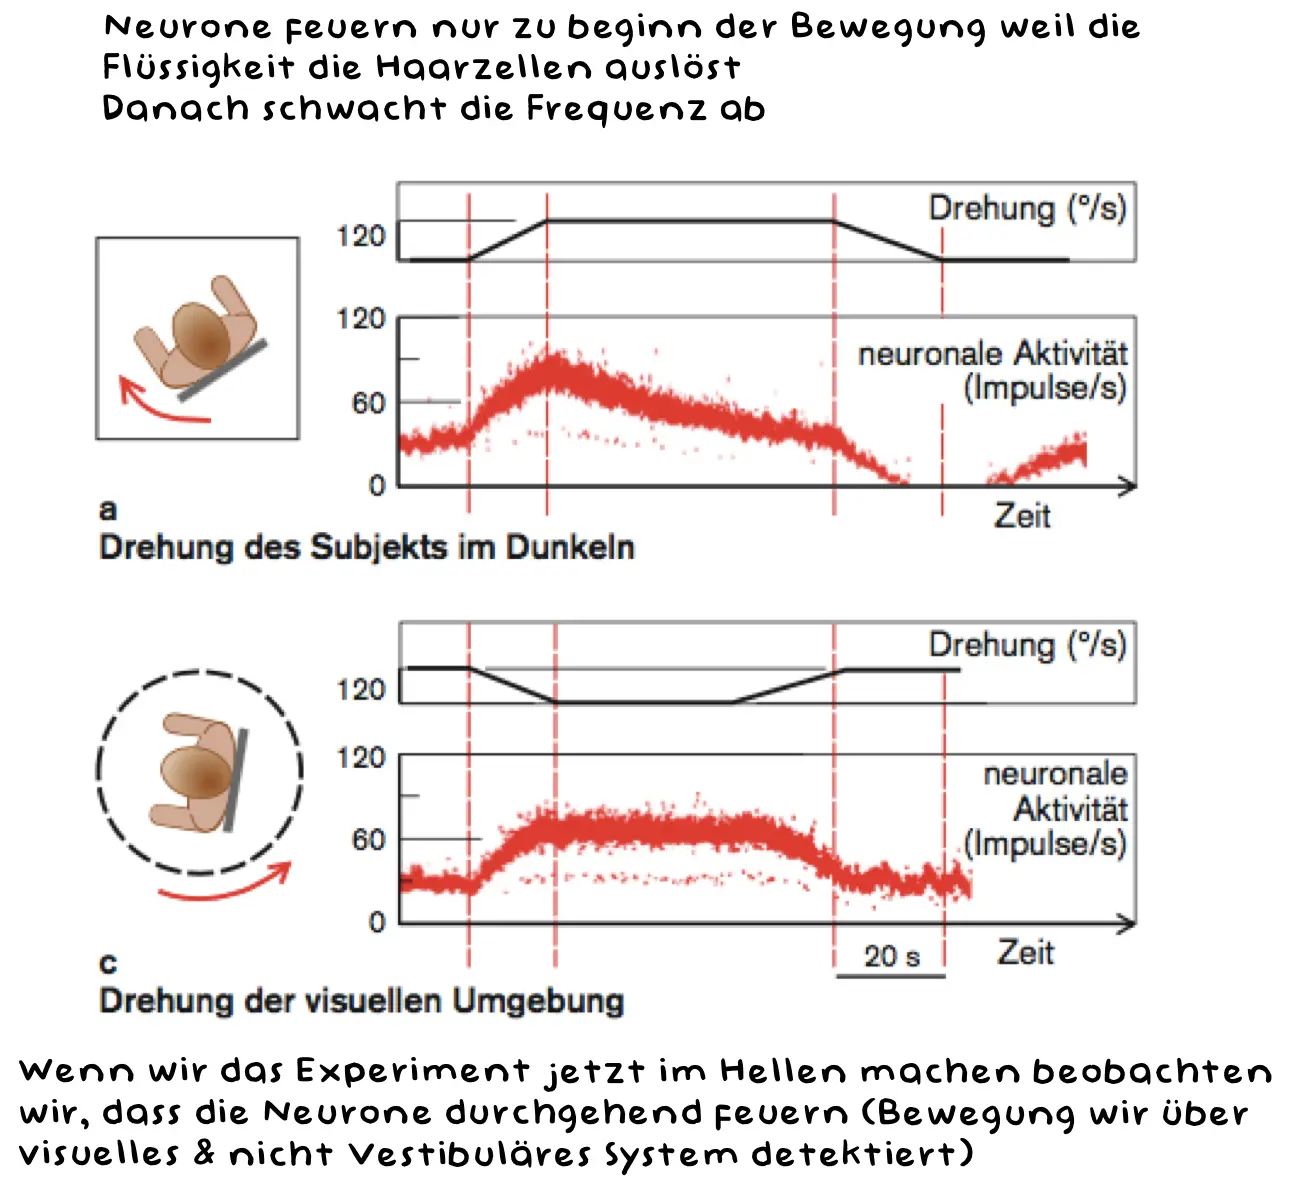 Neurone feuern nur zu beginn der Bewegung weil die
Flüssigkeit die Haarzellen auslöst
Danach schwacht die Frequenz ab
Drehung (°/s)
120
120
neuronale Aktivität
(Impulse/s)
60
0
Zeit
a
Drehung des Subjekts im Dunkeln
Drehung (°/s)
120
120
neuronale
Aktivität
(Impulse/s)
60
0
20 s
Zeit
c
Drehung der visuellen Umgebung
Wenn wir das Experiment jetzt im Hellen machen beobachten
wir, dass die Neurone durchgehend feuern (Bewegung wir über
visuelles & nicht Vestibuläres System detektiert)